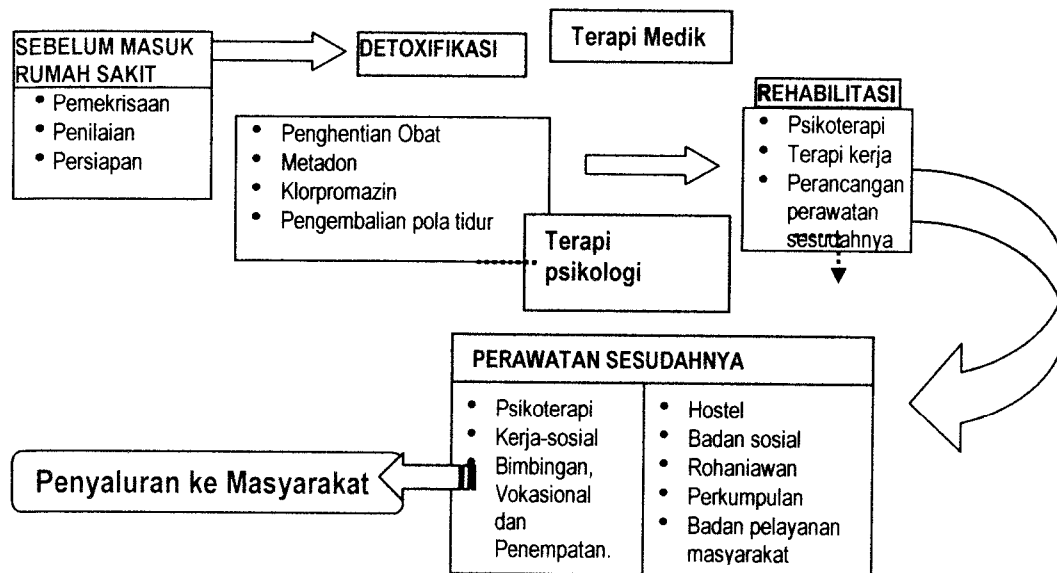 SEBELUM MASUK
RUMAH SAKIT
• Pemekrisaan
• Penilaian
• Persiapan
DETOXIFIKASI
Terapi Medik
• Penghentian Obat
• Metadon
• Klorpromazin
• Pengembalian pola tidur
Terapi
psikologi
REHABILITASI
• Psikoterapi
• Terapi kerja
• Perancangan
perawatan
sesudahnya
PERAWATAN SESUDAHNYA
• Psikoterapi
• Kerja-sosial
• Bimbingan,
Vokasional
dan
Penempatan.
• Hostel
• Badan sosial
• Rohaniawan
• Perkumpulan
• Badan pelayanan
masyarakat
Penyaluran ke Masyarakat